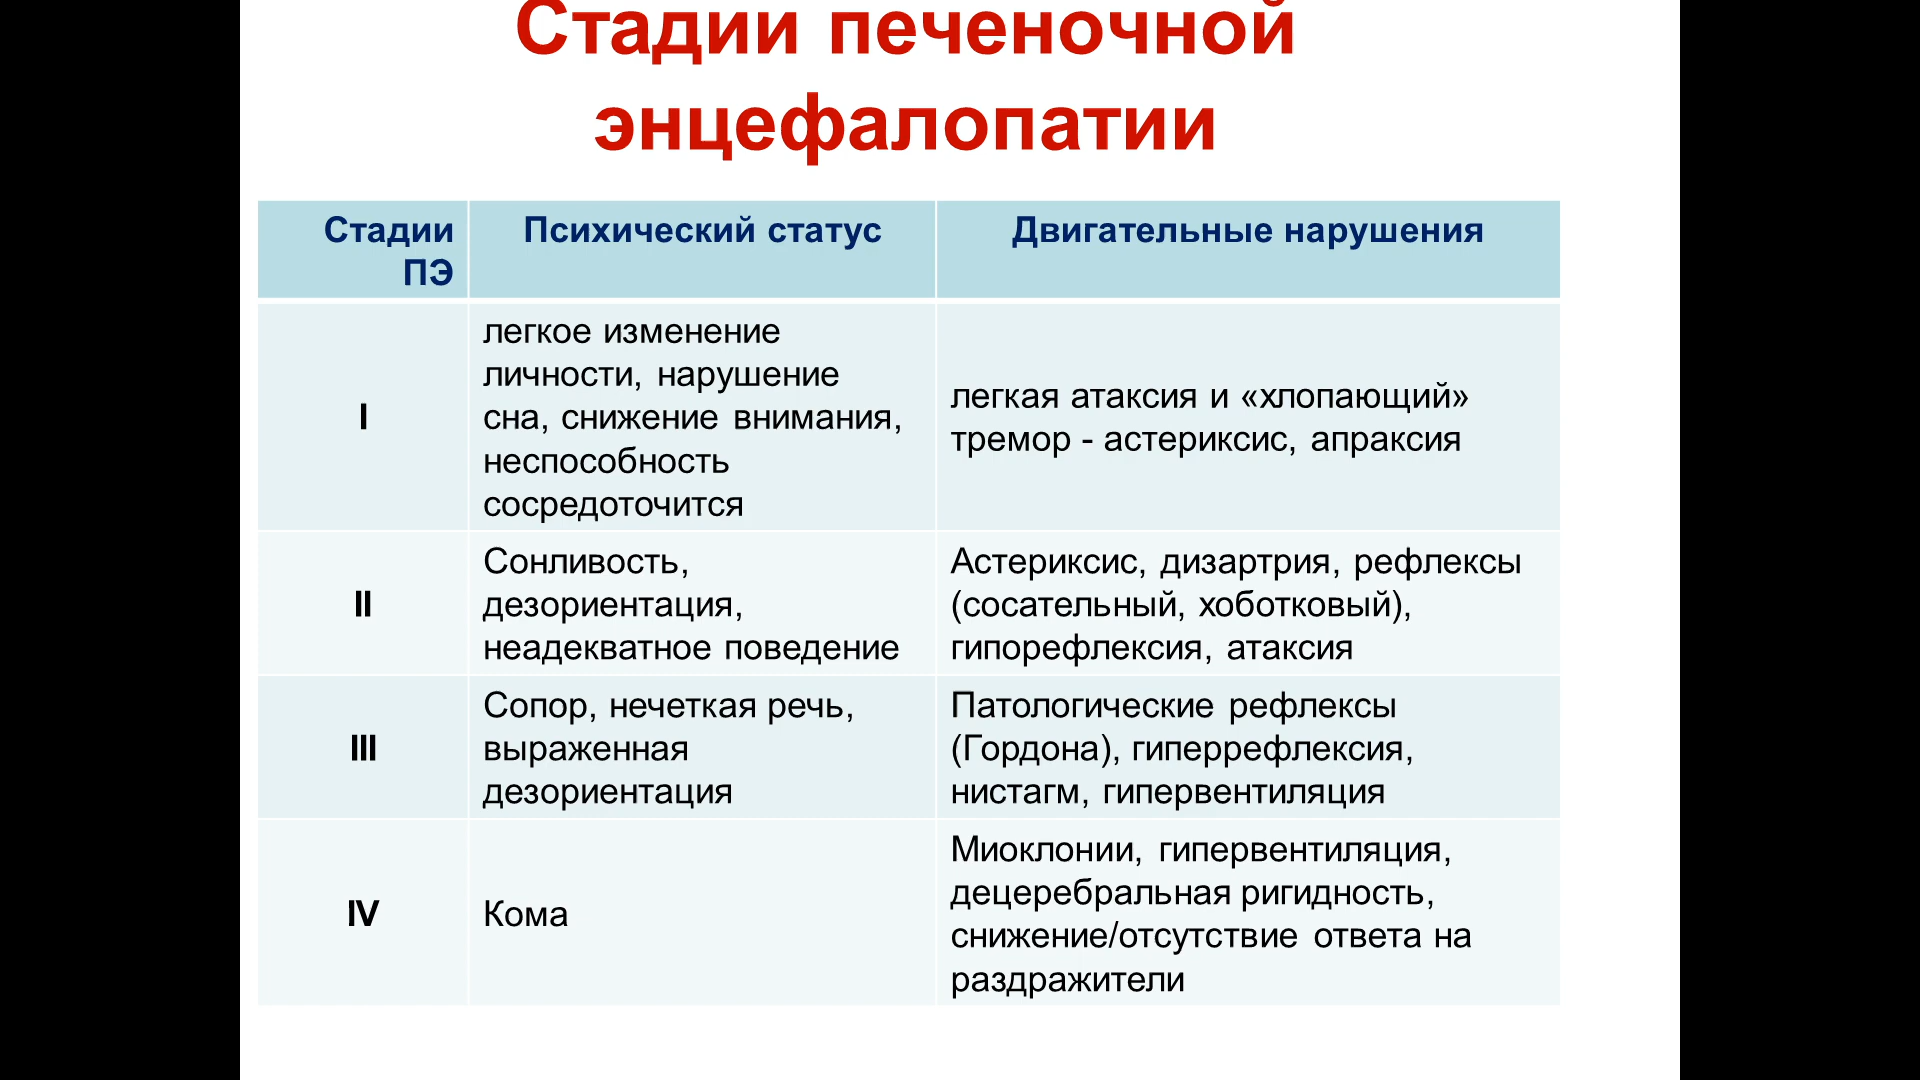 Стадии печеночной
энцефалопатии
Стадии
ПЭ
Психический статус
Двигательные нарушения
I
легкое изменение
личности, нарушение
сна, снижение внимания,
неспособность
сосредоточится
легкая атаксия и «хлопающий»
тремор - астериксис, апраксия
II
Сонливость,
дезориентация,
неадекватное поведение
Астериксис, дизартрия, рефлексы
(сосательный, хоботковый),
гипорефлексия, атаксия
III
Сопор, нечеткая речь,
выраженная
дезориентация
Патологические рефлексы
(Гордона), гиперрефлексия,
нистагм, гипервентиляция
IV
Кома
Миоклонии, гипервентиляция,
децеребральная ригидность,
снижение/отсутствие ответа на
раздражители